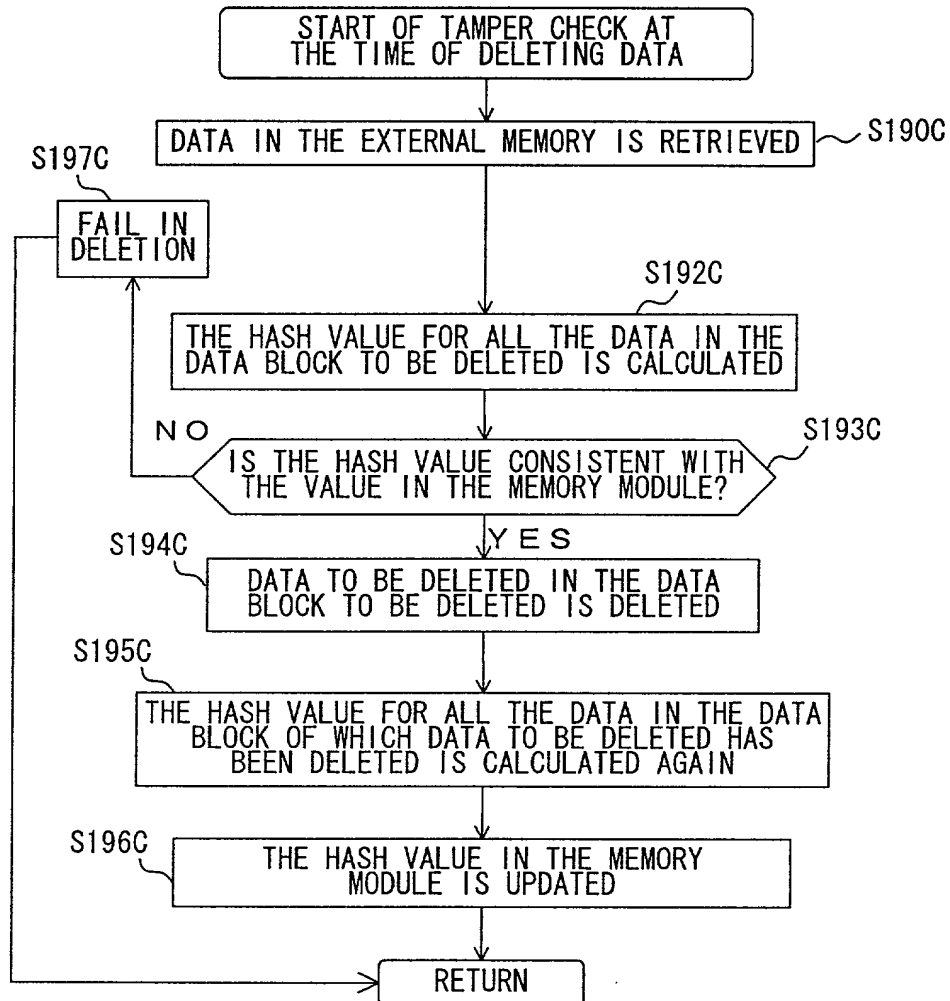 START OF TAMPER CHECK AT
THE TIME OF DELETING DATA
S190C
DATA IN THE EXTERNAL MEMORY IS RETRIEVED
S197C
FAIL IN
DELETION
S192C
THE HASH VALUE FOR ALL THE DATA IN THE
DATA BLOCK TO BE DELETED IS CALCULATED
NO
S193C
IS THE HASH VALUE CONSISTENT WITH
THE VALUE IN THE MEMORY MODULE?
YES
S194C
DATA TO BE DELETED IN THE DATA
BLOCK TO BE DELETED IS DELETED
S195C
THE HASH VALUE FOR ALL THE DATA IN THE DATA
BLOCK OF WHICH DATA TO BE DELETED HAS
BEEN DELETED IS CALCULATED AGAIN
S196C
THE HASH VALUE IN THE MEMORY
MODULE IS UPDATED
RETURN